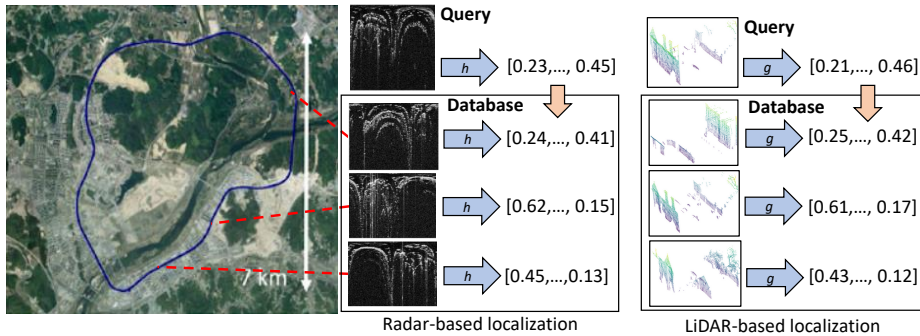 Query
h
[0.23,..., 0.45]
Database
h
[0.24,..., 0.41]
h
[0.62,..., 0.15]
h
[0.45,...,0.13]
Radar-based localization
7 km
Query
g
[0.21,..., 0.46]
Database
g
[0.25,..., 0.42]
g
[0.61,..., 0.17]
g
[0.43,..., 0.12]
LiDAR-based localization